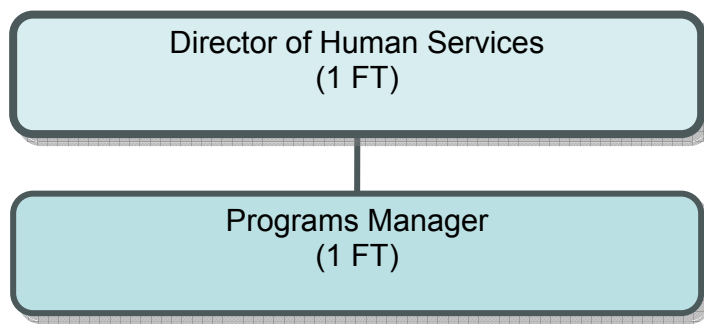 Director of Human Services
(1 FT)
Programs Manager
(1 FT)